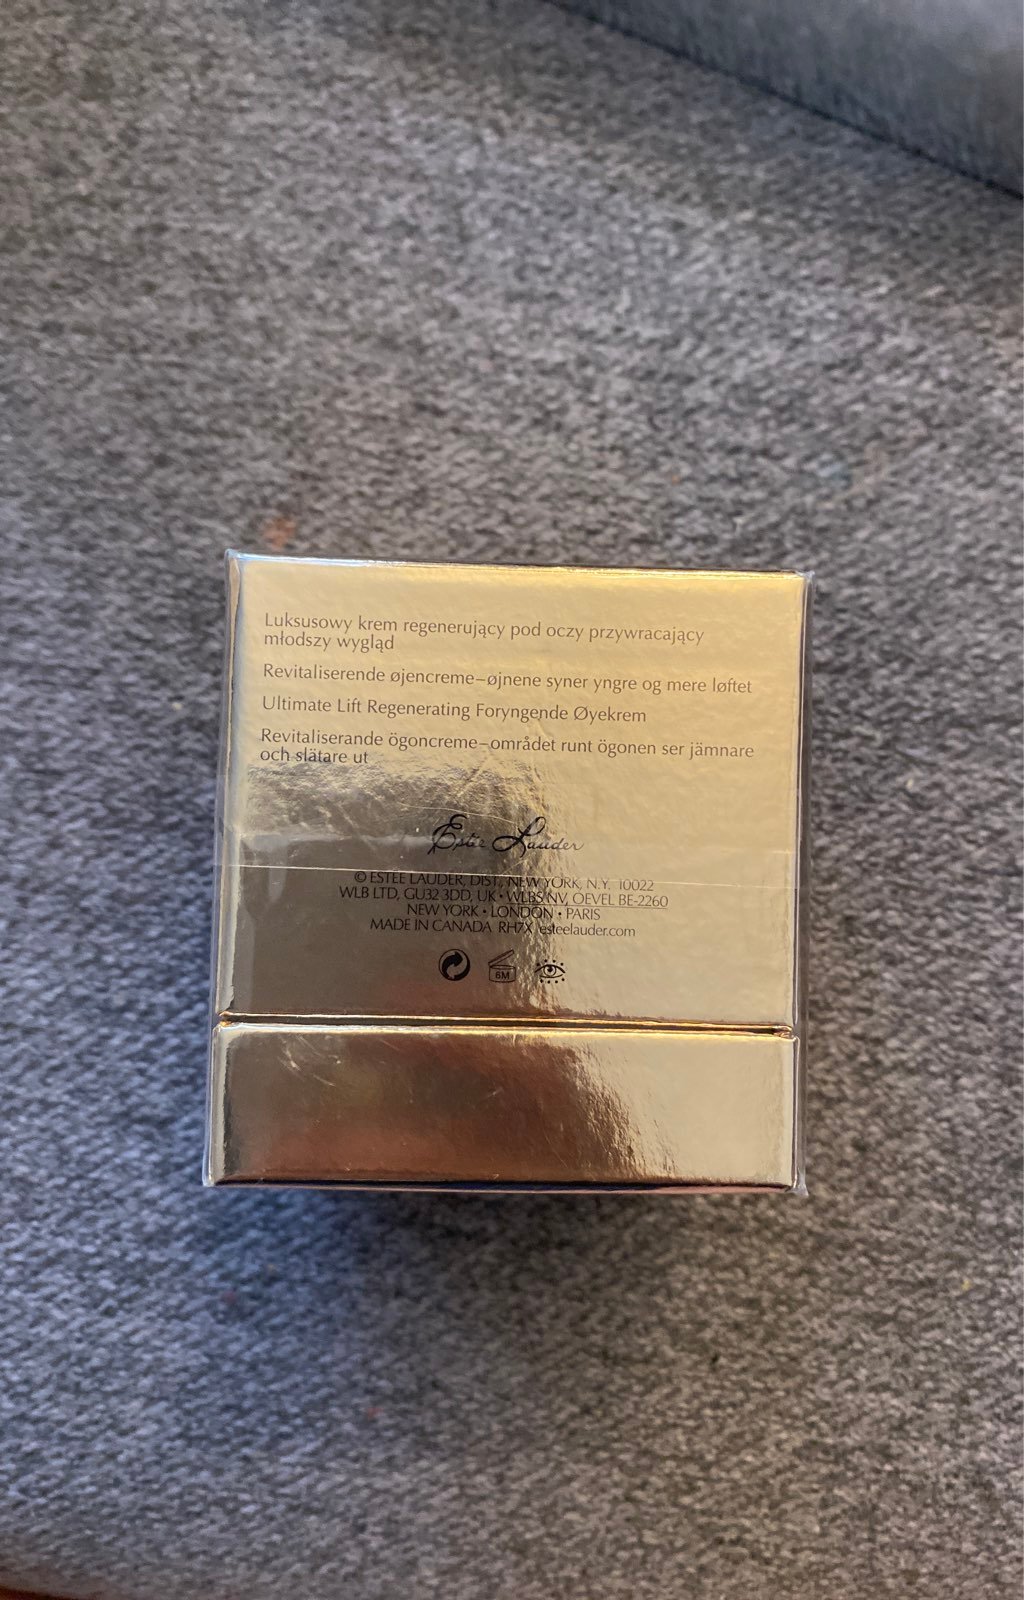 Luksusowy krem regenerujący pod oczy przywracający
młodszy wygląd
Revitaliserende øjencreme–øjnene syner yngre og mere løftet
Ultimate Lift Regenerating Foryngende Øyekrem
Revitaliserande ögoncreme–området runt ögonen ser jämnare
och slätare ut
Estée Lauder
© ESTĒE LAUDER, DIST., NEW YORK, N.Y. 10022
WLB LTD, GU32 3DD, UK • WLBS NV, OEVEL BE-2260
NEW YORK • LONDON • PARIS
MADE IN CANADA RH7X esteelauder.com
6M